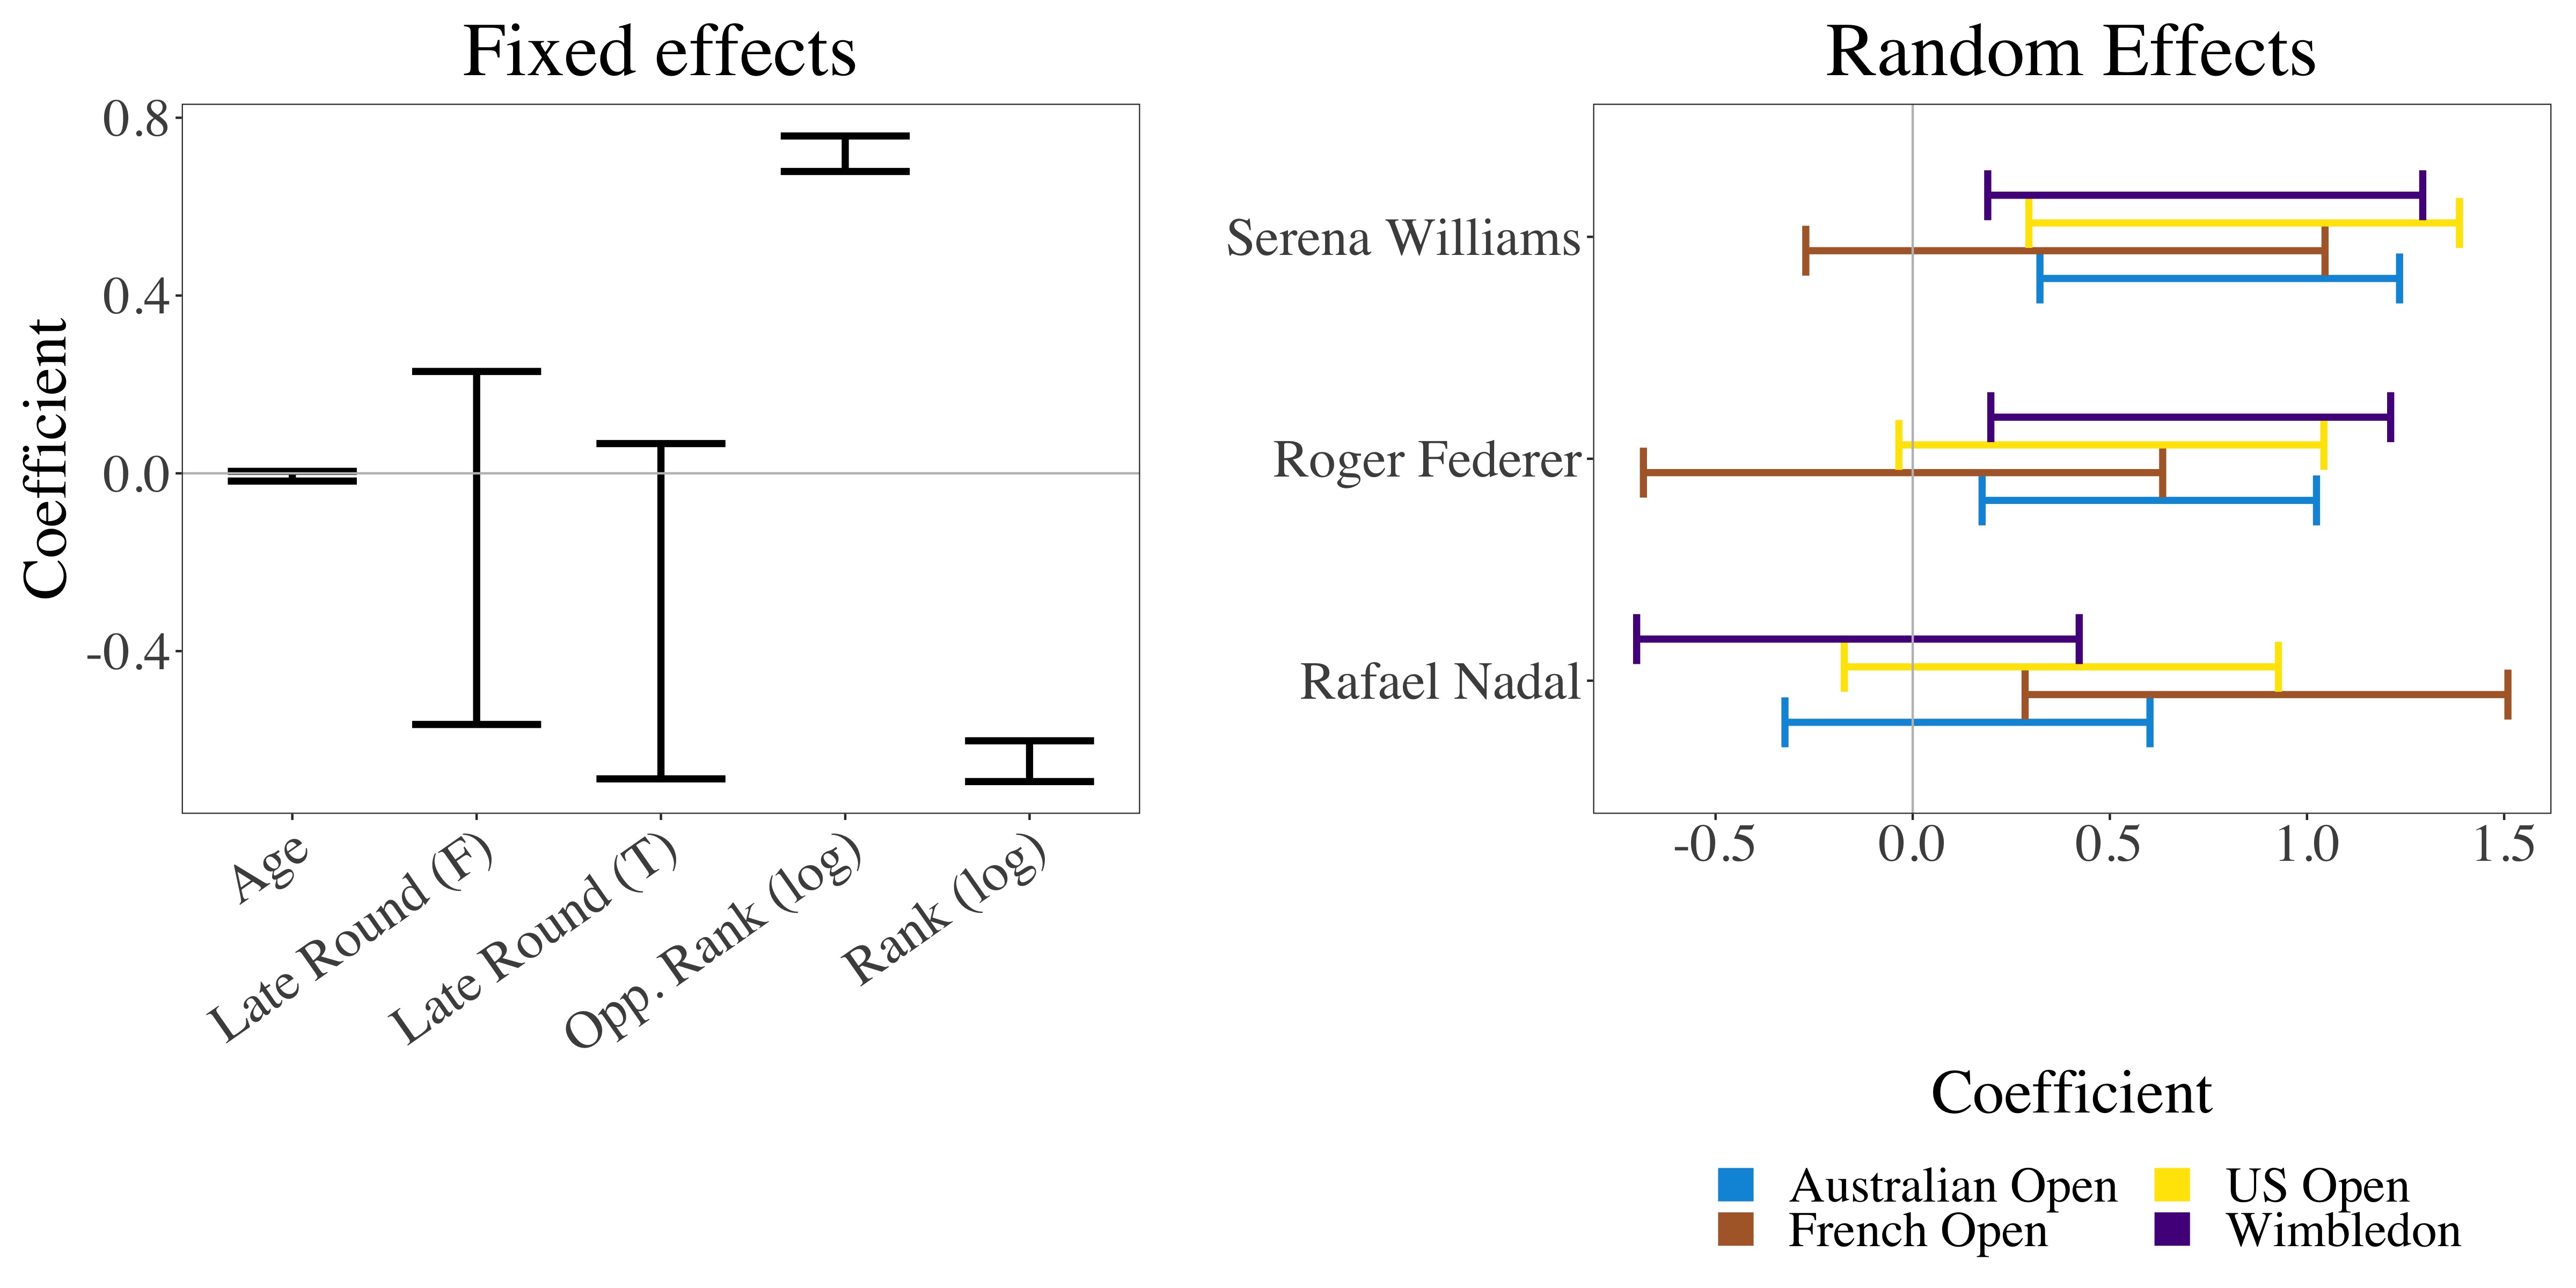 Fixed effects
Coefficient
0.8
0.4
0.0
-0.4
Age
Late Round (F)
Late Round (T)
Opp. Rank (log)
Rank (log)
Random Effects
Serena Williams
Roger Federer
Rafael Nadal
-0.5 0.0 0.5 1.0 1.5
Coefficient
Australian Open US Open
French Open Wimbledon